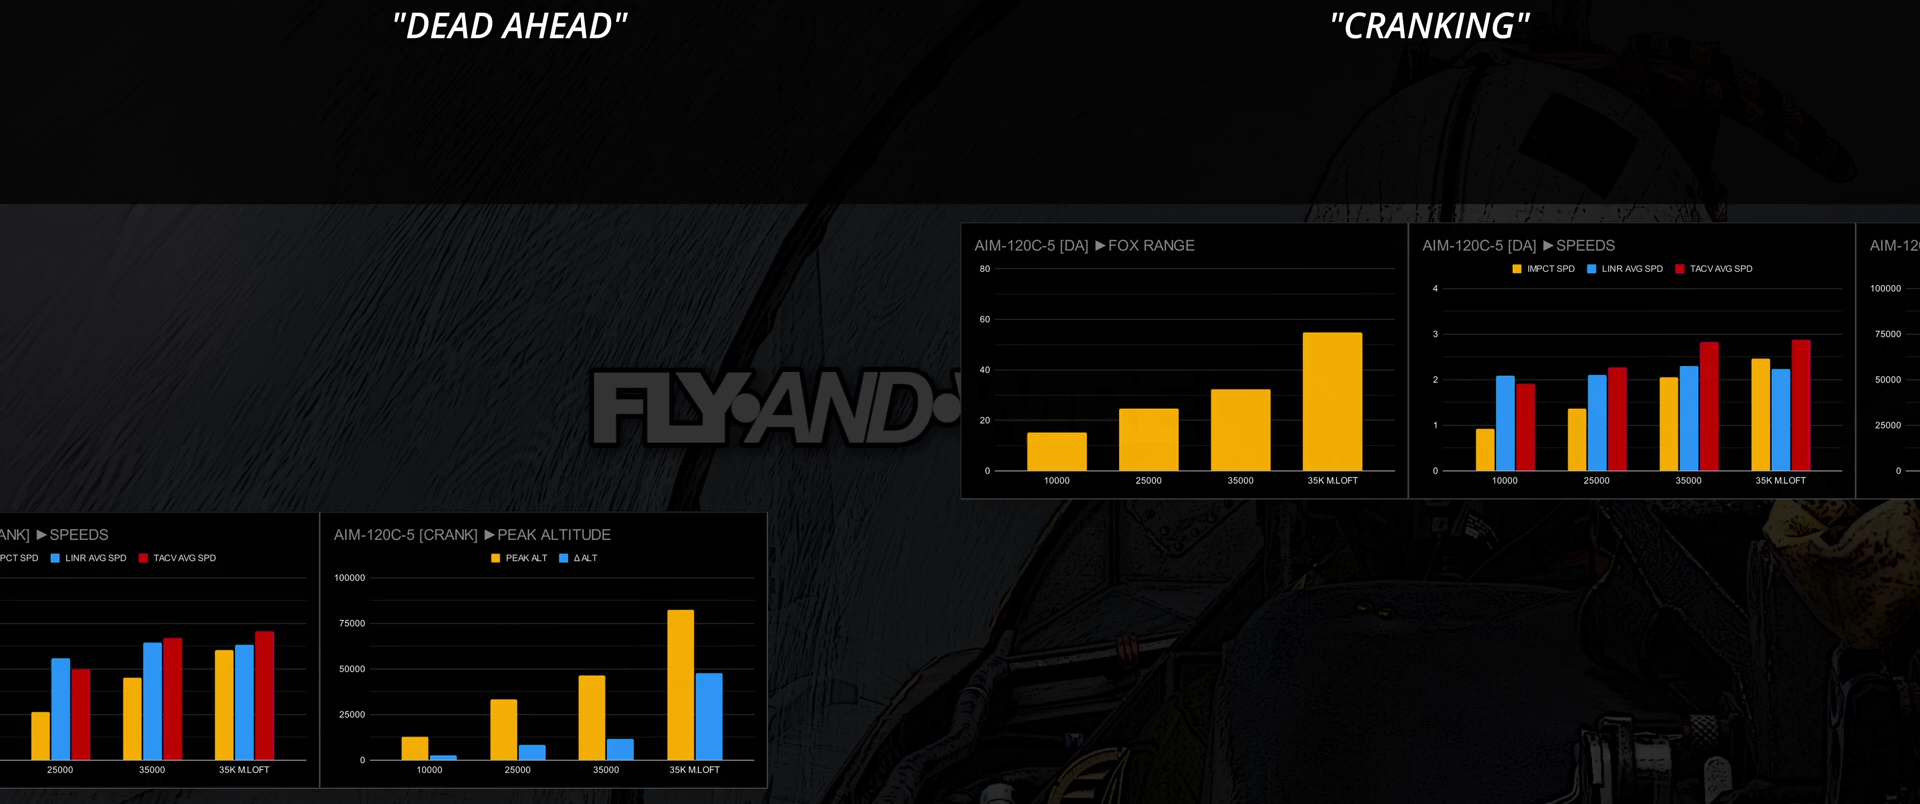 "DEAD AHEAD"
"CRANKING"
FLY•AND•
AIM-120C-5 [DA] ►FOX RANGE
80
60
40
20
0
10000 25000 35000 35K M.LOFT
AIM-120C-5 [DA] ►SPEEDS
IMPCT SPD LINR AVG SPD TACV AVG SPD
4
3
2
1
0
10000 25000 35000 35K M.LOFT
AIM-12
100000
75000
50000
25000
0
ANK] ►SPEEDS
PCT SPD LINR AVG SPD TACV AVG SPD
25000 35000 35K M.LOFT
AIM-120C-5 [CRANK] ►PEAK ALTITUDE
PEAK ALT Δ ALT
100000
75000
50000
25000
0
10000 25000 35000 35K M.LOFT